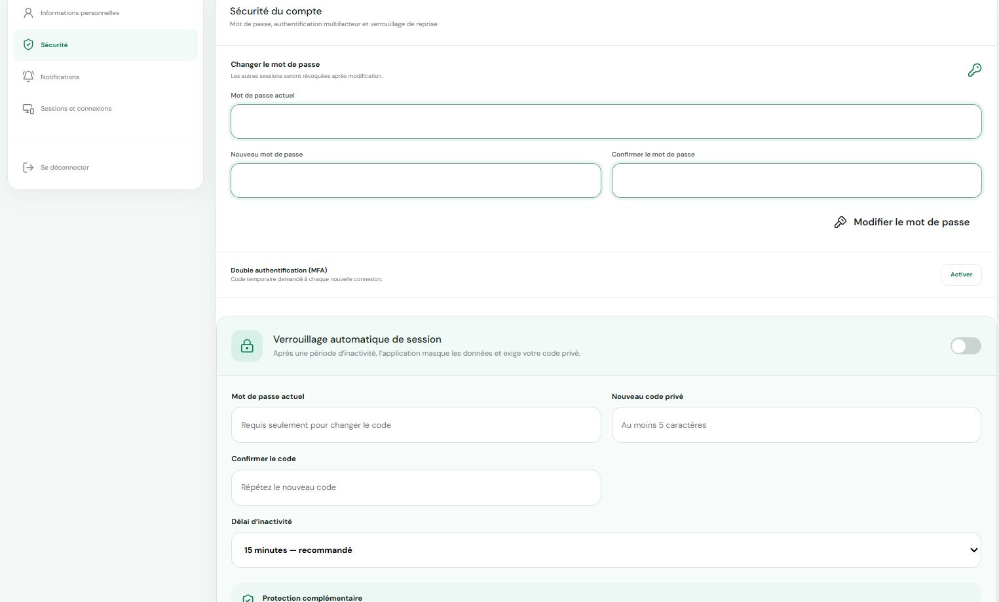 Informations personnelles
Sécurité
Notifications
Sessions et connexions
Se déconnecter
Sécurité du compte
Mot de passe, authentification multifacteur et verrouillage de reprise.
Changer le mot de passe
Les autres sessions seront révoquées après modification.
Mot de passe actuel
Nouveau mot de passe
Confirmer le mot de passe
Modifier le mot de passe
Double authentification (MFA)
Code temporaire demandé à chaque nouvelle connexion.
Activer
Verrouillage automatique de session
Après une période d’inactivité, l’application masque les données et exige votre code privé.
Mot de passe actuel
Nouveau code privé
Requis seulement pour changer le code
Au moins 5 caractères
Confirmer le code
Répétez le nouveau code
Délai d’inactivité
15 minutes — recommandé
Protection complémentaire